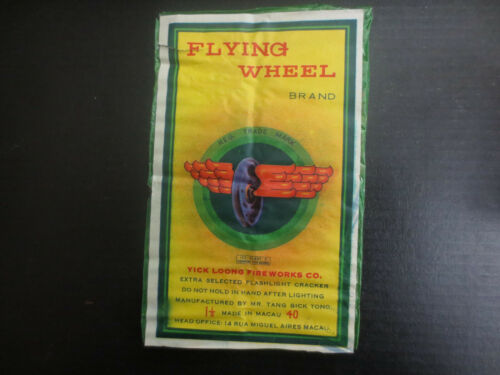 FLYING
WHEEL
BRAND
REG. TRADE MARK
YICK LOONG FIREWORKS CO.
EXTRA SELECTED FLASHLIGHT CRACKER
DO NOT HOLD IN HAND AFTER LIGHTING
MANUFACTURED BY MR. TANG BICK TONG.
1½ MADE IN MACAU 40
HEAD OFFICE: 14 RUA MIGUEL AIRES MACAU.